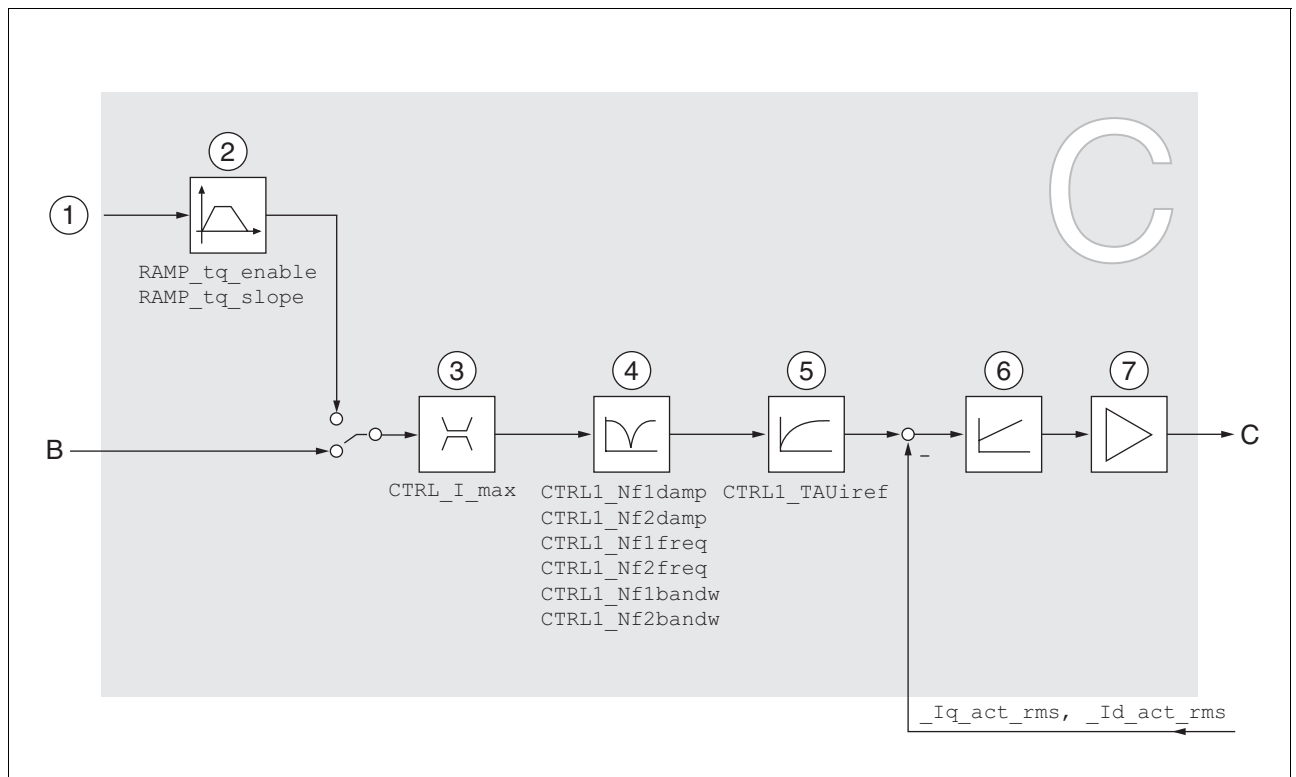 C
2
1
RAMP_tq_enable
RAMP_tq_slope
3
4
5
6
7
B
C
–
CTRL_I_max
CTRL1_Nf1damp
CTRL1_Nf2damp
CTRL1_Nf1freq
CTRL1_Nf2freq
CTRL1_Nf1bandw
CTRL1_Nf2bandw
CTRL1_TAUiref
_Iq_act_rms, _Id_act_rms